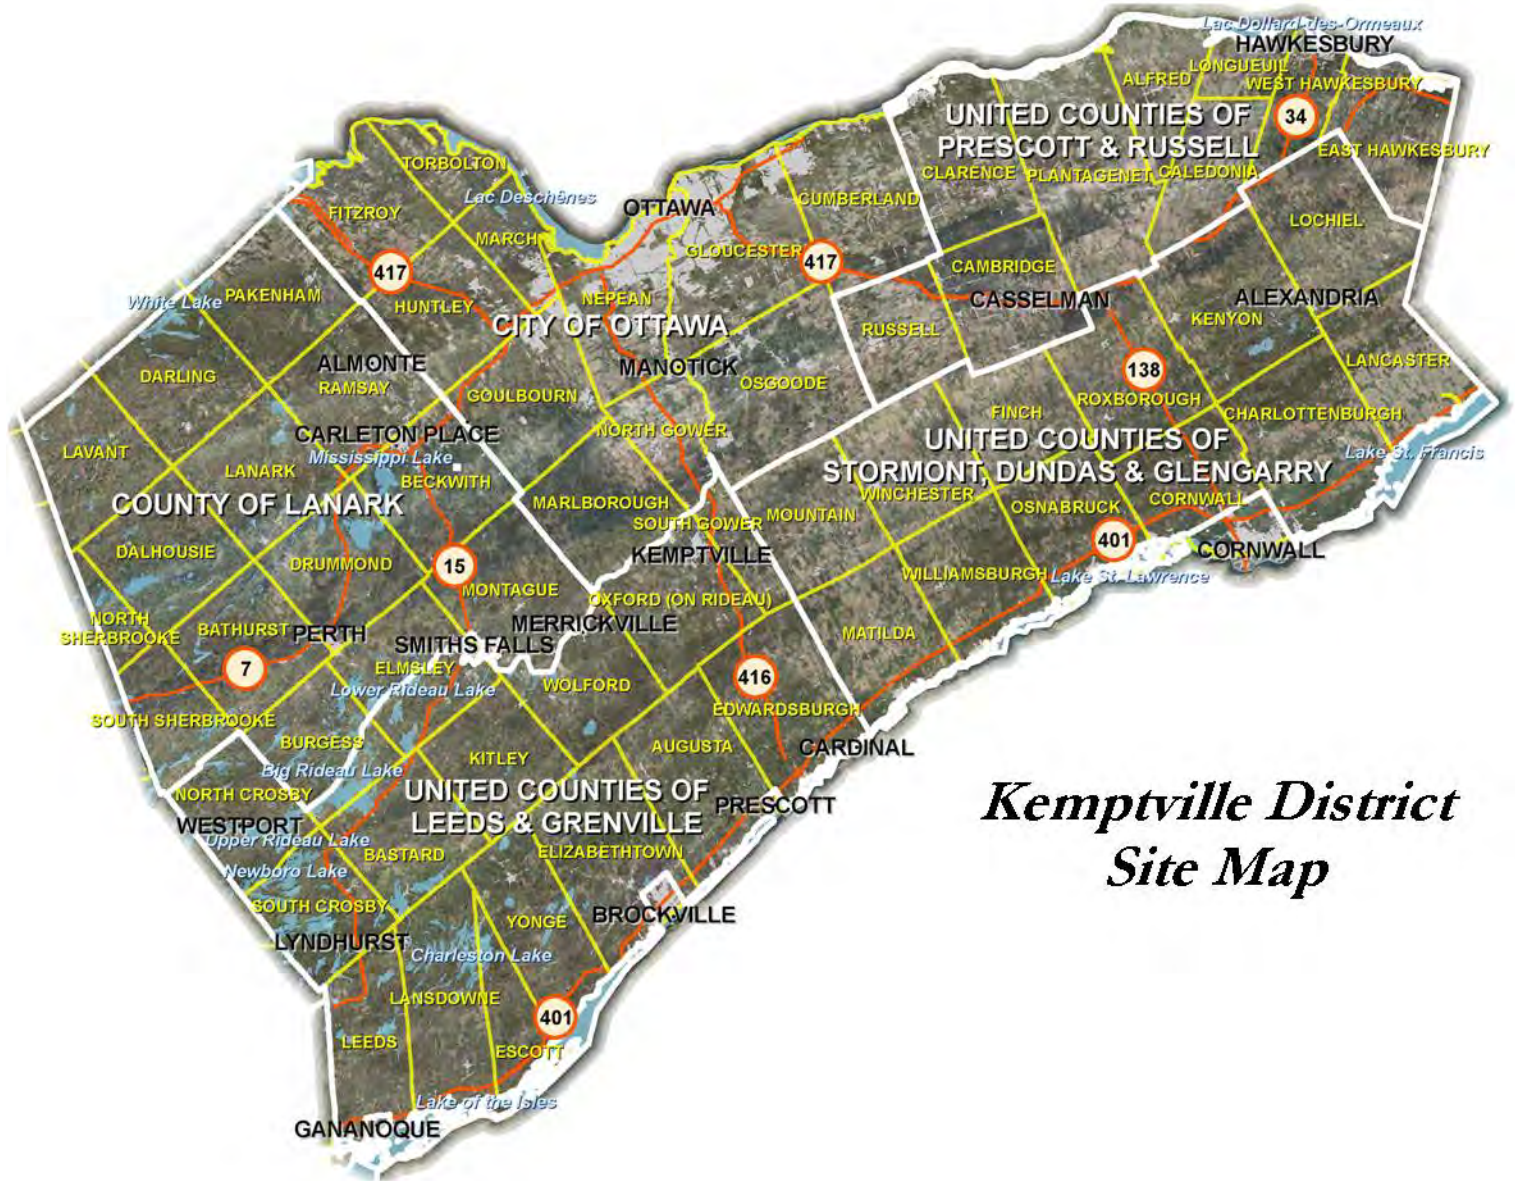 Lac Dollard-des-Ormeaux
HAWKESBURY
LONGUEUIL
ALFRED
WEST HAWKESBURY
UNITED COUNTIES OF
PRESCOTT & RUSSELL
34
EAST HAWKESBURY
CLARENCE
PLANTAGENET
CALEDONIA
TORBOLTON
Lac Deschênes
OTTAWA
CUMBERLAND
FITZROY
LOCHIEL
MARCH
GLOUCESTER
417
417
CAMBRIDGE
White Lake
PAKENHAM
HUNTLEY
NEPEAN
CASSELMAN
ALEXANDRIA
CITY OF OTTAWA
RUSSELL
KENYON
ALMONTE
MANOTICK
138
LANCASTER
DARLING
RAMSAY
GOULBOURN
OSGOODE
ROXBOROUGH
FINCH
CHARLOTTENBURGH
CARLETON PLACE
NORTH GOWER
UNITED COUNTIES OF
STORMONT, DUNDAS & GLENGARRY
Lake St. Francis
LAVANT
Mississippi Lake
LANARK
BECKWITH
WINCHESTER
COUNTY OF LANARK
MARLBOROUGH
OSNABRUCK
CORNWALL
SOUTH GOWER
MOUNTAIN
DALHOUSIE
DRUMMOND
15
KEMPTVILLE
401
CORNWALL
WILLIAMSBURGH
Lake St. Lawrence
MONTAGUE
OXFORD (ON RIDEAU)
NORTH
SHERBROOKE
BATHURST
PERTH
MERRICKVILLE
MATILDA
SMITHS FALLS
7
ELMSLEY
Lower Rideau Lake
WOLFORD
416
SOUTH SHERBROOKE
EDWARDSBURGH
BURGESS
KITLEY
AUGUSTA
CARDINAL
Big Rideau Lake
NORTH CROSBY
UNITED COUNTIES OF
LEEDS & GRENVILLE
PRESCOTT
Kemptville District
Site Map
WESTPORT
Upper Rideau Lake
BASTARD
ELIZABETHTOWN
Newboro Lake
SOUTH CROSBY
YONGE
BROCKVILLE
LYNDHURST
Charleston Lake
LANSDOWNE
401
LEEDS
ESCOTT
Lake of the Isles
GANANOQUE